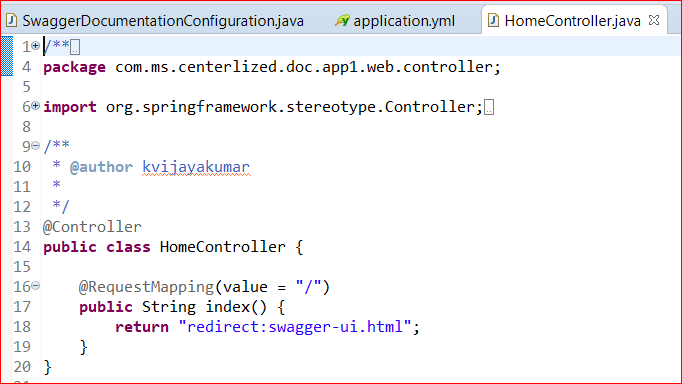 SwaggerDocumentationConfiguration.java application.yml HomeController.java
1 /**
4 package com.ms.centerlized.doc.app1.web.controller;
5
6 import org.springframework.stereotype.Controller;
8
9 /**
10 * @author kvijayakumar
11 *
12 */
13 @Controller
14 public class HomeController {
15
16 @RequestMapping(value = "/")
17 public String index() {
18 return "redirect:swagger-ui.html";
19 }
20 }